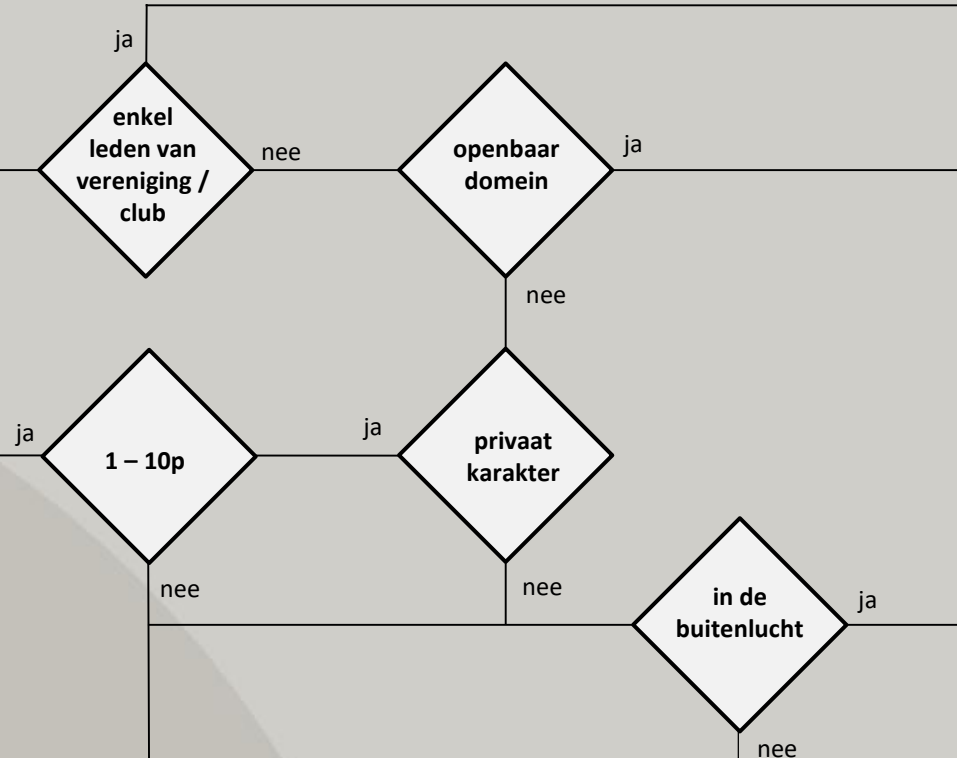 ja
enkel
leden van
vereniging /
club
nee
openbaar
domein
ja
nee
ja
1 – 10p
ja
privaat
karakter
nee
nee
in de
buitenlucht
ja
nee